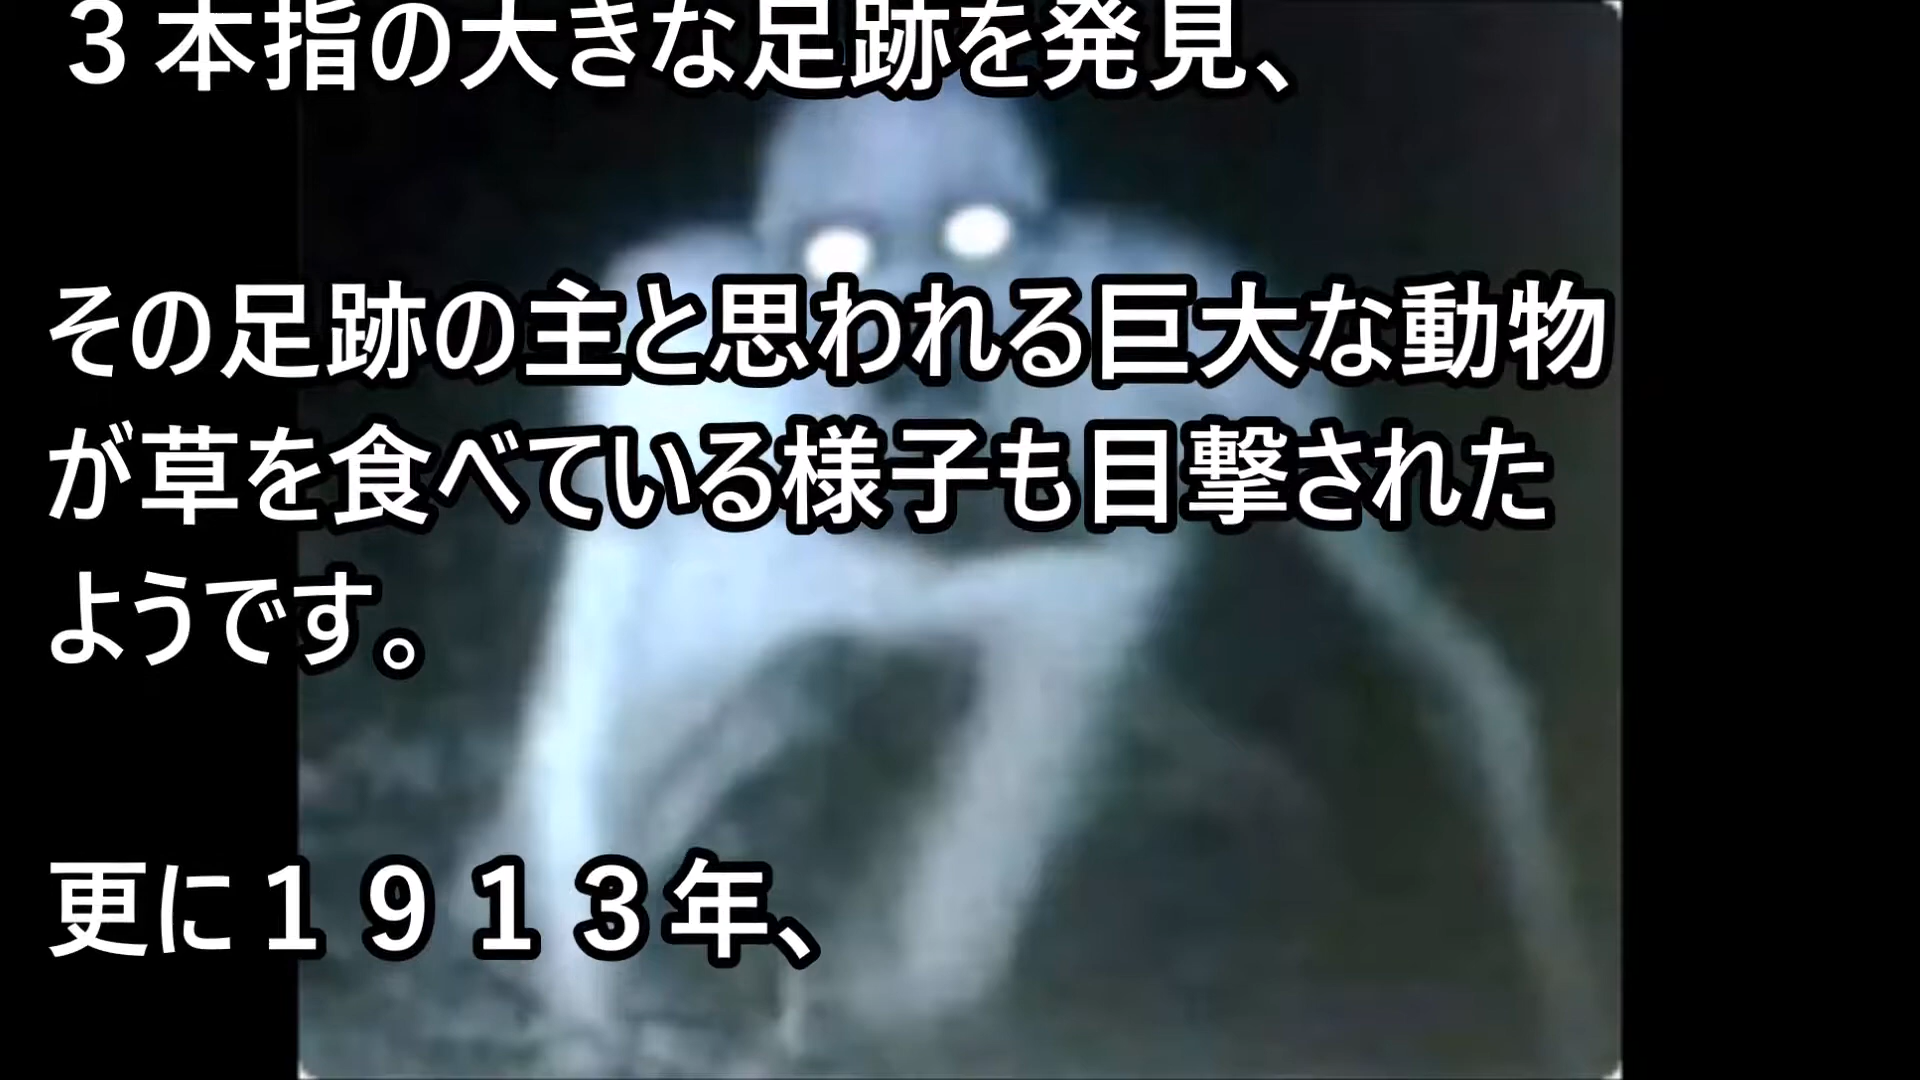 ３本指の大きな足跡を発見、
その足跡の主と思われる巨大な動物
が草を食べている様子も目撃された
ようです。
更に１９１３年、